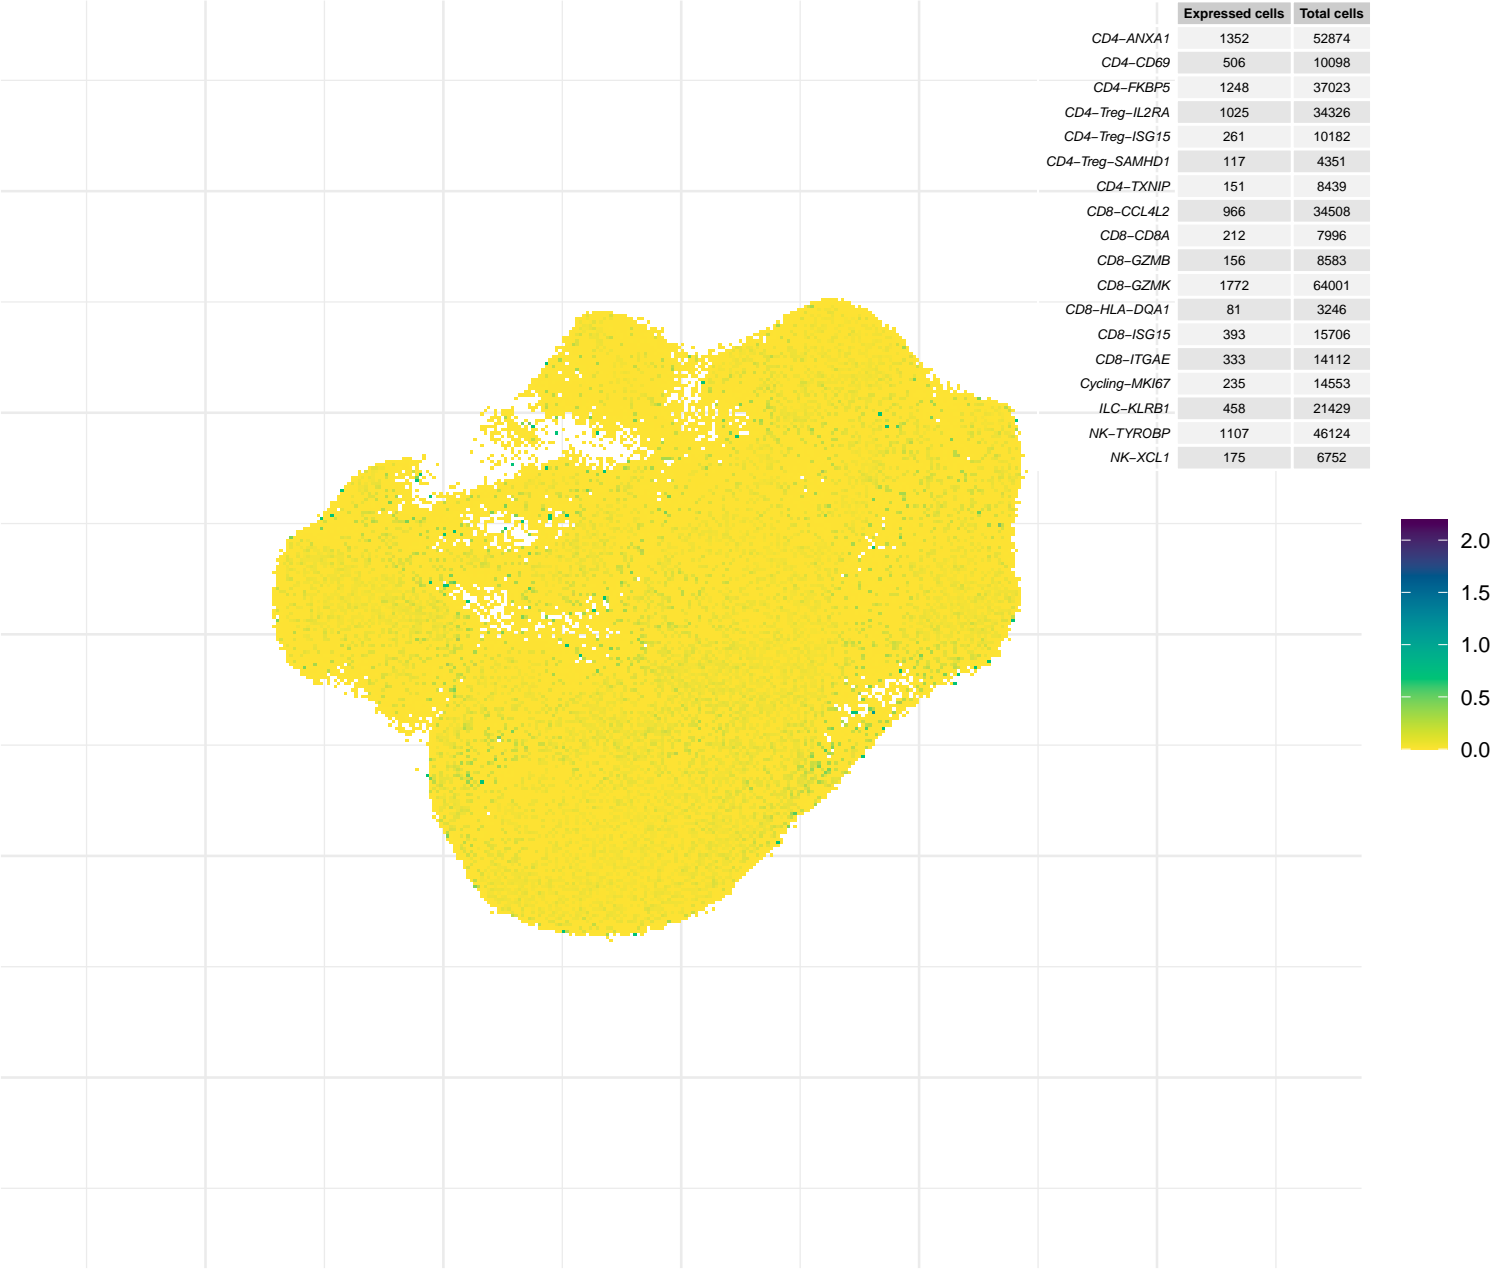 Expressed cells Total cells
CD4−ANXA1 1352 52874
CD4−CD69 506 10098
CD4−FKBP5 1248 37023
CD4−Treg−IL2RA 1025 34326
CD4−Treg−ISG15 261 10182
CD4−Treg−SAMHD1 117 4351
CD4−TXNIP 151 8439
CD8−CCL4L2 966 34508
CD8−CD8A 212 7996
CD8−GZMB 156 8583
CD8−GZMK 1772 64001
CD8−HLA−DQA1 81 3246
CD8−ISG15 393 15706
CD8−ITGAE 333 14112
Cycling−MKI67 235 14553
ILC−KLRB1 458 21429
NK−TYROBP 1107 46124
NK−XCL1 175 6752
2.0
1.5
1.0
0.5
0.0